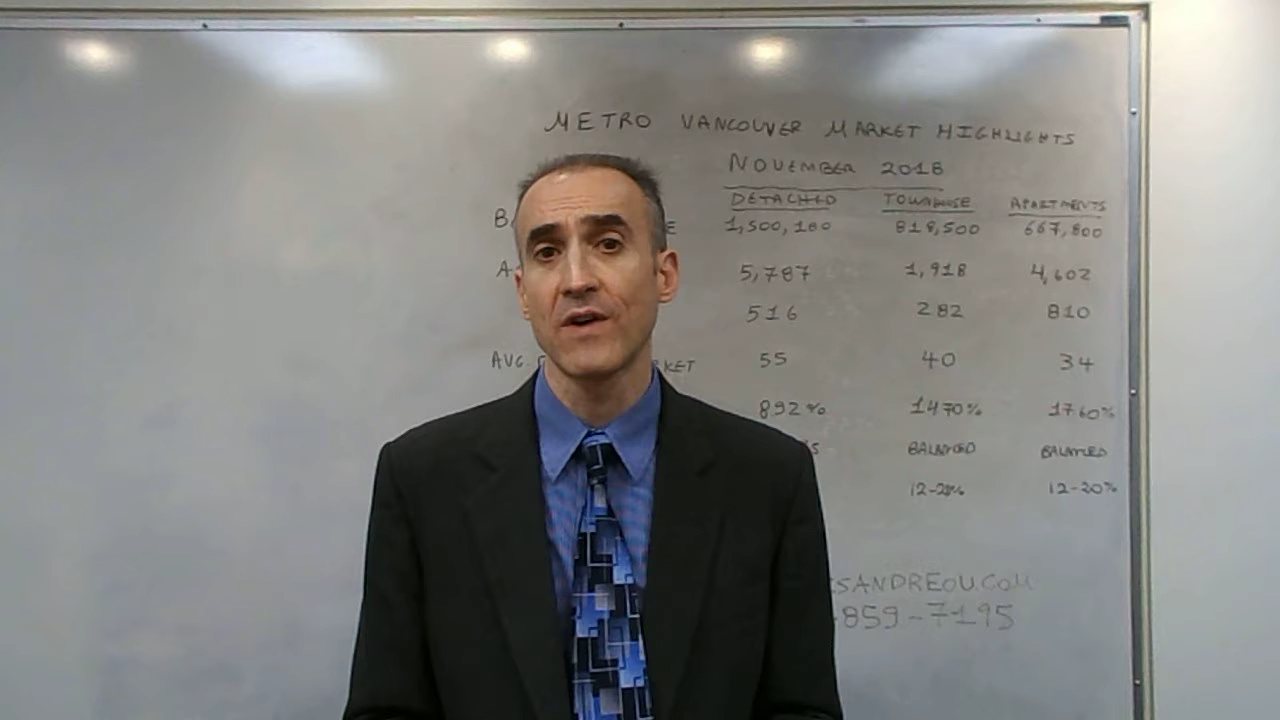 METRO VANCOUVER MARKET HIGHLIGHTS
NOVEMBER 2018
DETACHED TOWNHOUSE APARTMENTS
1,500,100 818,500 667,800
5,787 1,918 4,602
516 282 810
AVG 55 40 34
892% 1470% 1760%
BALANCED BALANCED
12-20% 12-20%
SANDREOU.COM
859-7195